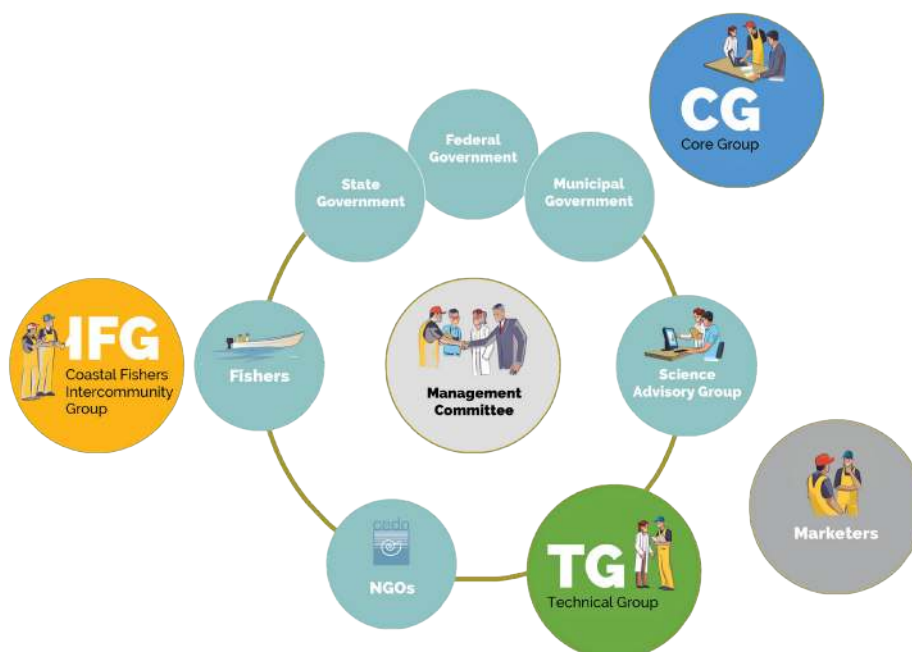 CG
Core Group
Federal
Government
State
Government
Municipal
Government
IFG
Coastal Fishers
Intercommunity
Group
Fishers
Management
Committee
Science
Advisory Group
cedo
NGOs
TG
Technical Group
Marketers